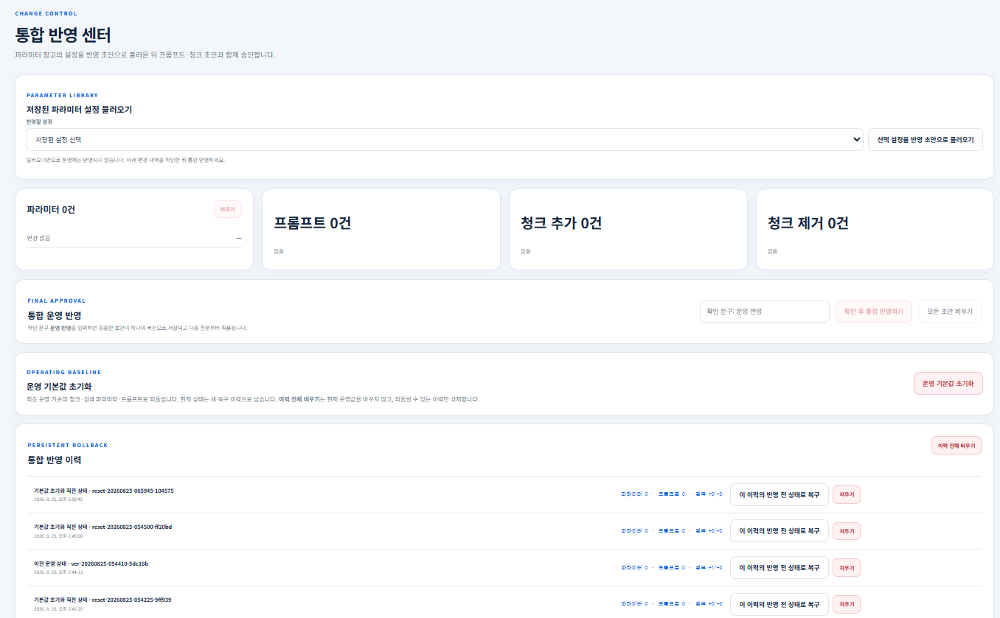 CHANGE CONTROL
통합 반영 센터
파라미터 창고의 설정을 반영 초안으로 불러온 뒤 프롬프트·청크 초안과 함께 승인합니다.
PARAMETER LIBRARY
저장된 파라미터 설정 불러오기
반영할 설정
저장된 설정 선택
선택 설정을 반영 초안으로 불러오기
불러오기만으로 운영에는 반영되지 않습니다. 아래 변경 내역을 확인한 뒤 통합 반영하세요.
파라미터 0건
비우기
변경 없음
—
프롬프트 0건
없음
청크 추가 0건
없음
청크 제거 0건
없음
FINAL APPROVAL
통합 운영 반영
확인 문구 운영 반영을 입력하면 검증한 초안이 하나의 버전으로 저장되고 다음 질문부터 적용됩니다.
확인 문구: 운영 반영
확인 후 통합 반영하기
모든 초안 비우기
OPERATING BASELINE
운영 기본값 초기화
최초 운영 기준의 청크·검색 파라미터·프롬프트로 되돌립니다. 현재 상태는 새 복구 이력으로 남습니다. 이력 전체 비우기는 현재 운영값을 바꾸지 않고, 되돌릴 수 있는 이력만 삭제합니다.
운영 기본값 초기화
PERSISTENT ROLLBACK
통합 반영 이력
이력 전체 비우기
기본값 초기화 직전 상태 · reset-20260825-065945-104575
2026. 8. 25. 오후 3:59:45
파라미터 0 · 프롬프트 0 · 청크 +0/-0
이 이력의 반영 전 상태로 복구
지우기
기본값 초기화 직전 상태 · reset-20260825-054500-ff20bd
2026. 8. 25. 오후 2:45:00
파라미터 0 · 프롬프트 0 · 청크 +0/-0
이 이력의 반영 전 상태로 복구
지우기
이전 운영 상태 · ver-20260825-054410-5dc16b
2026. 8. 25. 오후 2:44:13
파라미터 0 · 프롬프트 0 · 청크 +1/-0
이 이력의 반영 전 상태로 복구
지우기
기본값 초기화 직전 상태 · reset-20260825-054225-9ff939
2026. 8. 25. 오후 2:42:25
파라미터 0 · 프롬프트 0 · 청크 +0/-0
이 이력의 반영 전 상태로 복구
지우기